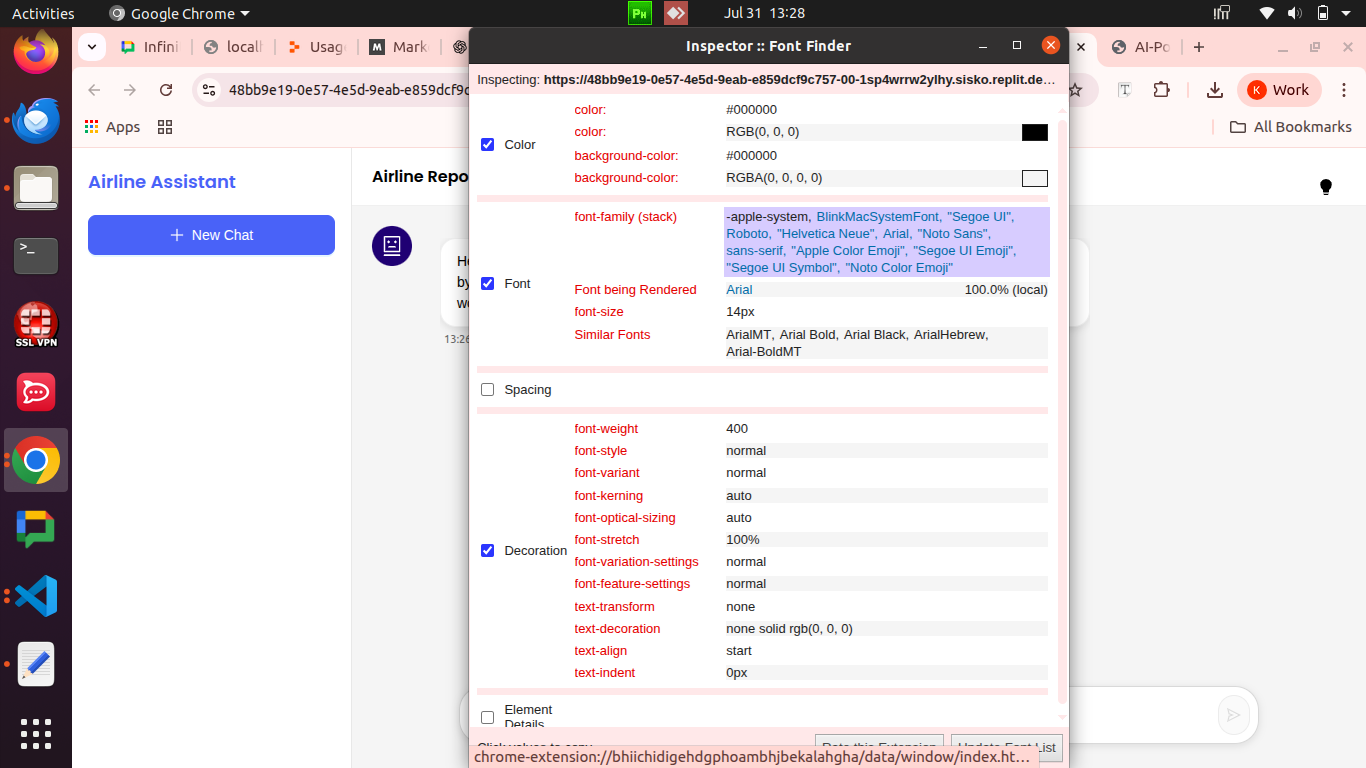 Activities
Google Chrome
Ph
Jul 31 13:28
Infini
locall
Usag
Mark
Inspector :: Font Finder
AI-Po
48bb9e19-0e57-4e5d-9eab-e859dcf9c
Inspecting: https://48bb9e19-0e57-4e5d-9eab-e859dcf9c757-00-1sp4wrrw2ylhy.sisko.replit.de...
K Work
Apps
All Bookmarks
Airline Assistant
New Chat
Airline Repo
13:26
Color
color: #000000
color: RGB(0, 0, 0)
background-color: #000000
background-color: RGBA(0, 0, 0, 0)
Font
font-family (stack) -apple-system, BlinkMacSystemFont, "Segoe UI",
Roboto, "Helvetica Neue", Arial, "Noto Sans",
sans-serif, "Apple Color Emoji", "Segoe UI Emoji",
"Segoe UI Symbol", "Noto Color Emoji"
Font being Rendered Arial 100.0% (local)
font-size 14px
Similar Fonts ArialMT, Arial Bold, Arial Black, ArialHebrew,
Arial-BoldMT
Spacing
Decoration
font-weight 400
font-style normal
font-variant normal
font-kerning auto
font-optical-sizing auto
font-stretch 100%
font-variation-settings normal
font-feature-settings normal
text-transform none
text-decoration none solid rgb(0, 0, 0)
text-align start
text-indent 0px
Element
Details
Click values to copy
Rate this Extension
Update Font List
chrome-extension://bhiichidigehdgphoambhjbekalahgha/data/window/index.ht...
>_
SSL VPN